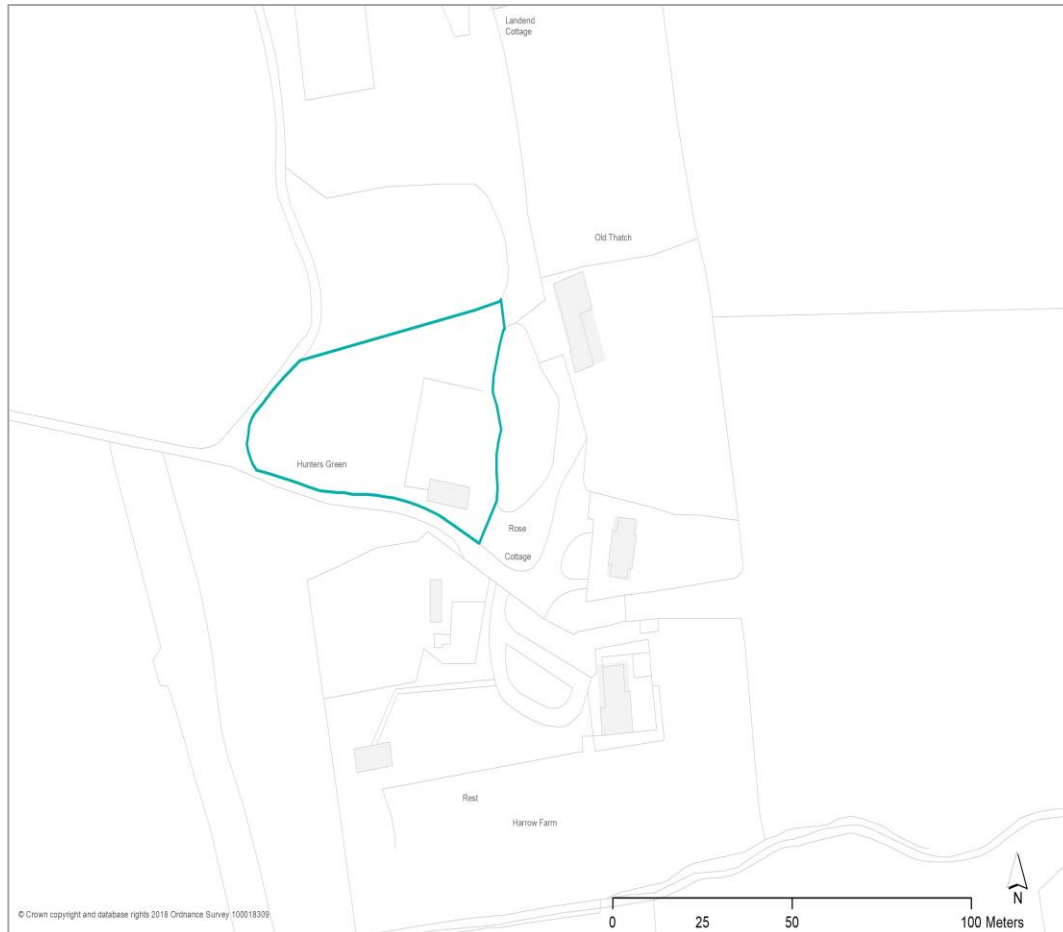 Landend
Cottage
Old Thatch
Hunters Green
Rose
Cottage
Rest
Harrow Farm
N
© Crown copyright and database rights 2018 Ordnance Survey 100018309
0 25 50 100 Meters